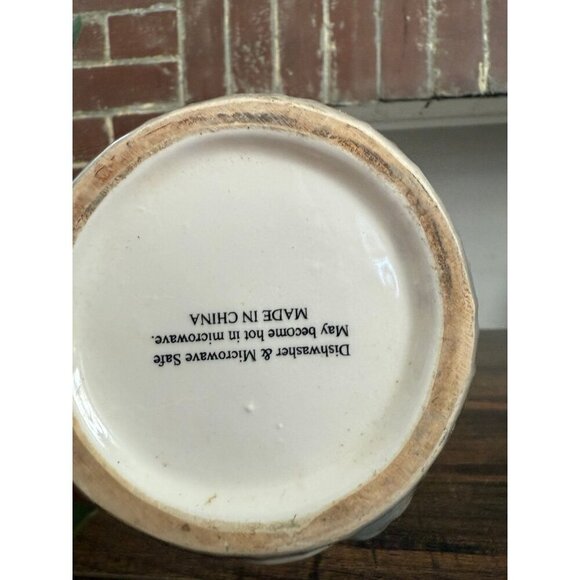 Dishwasher & Microwave Safe
May become hot in microwave.
MADE IN CHINA